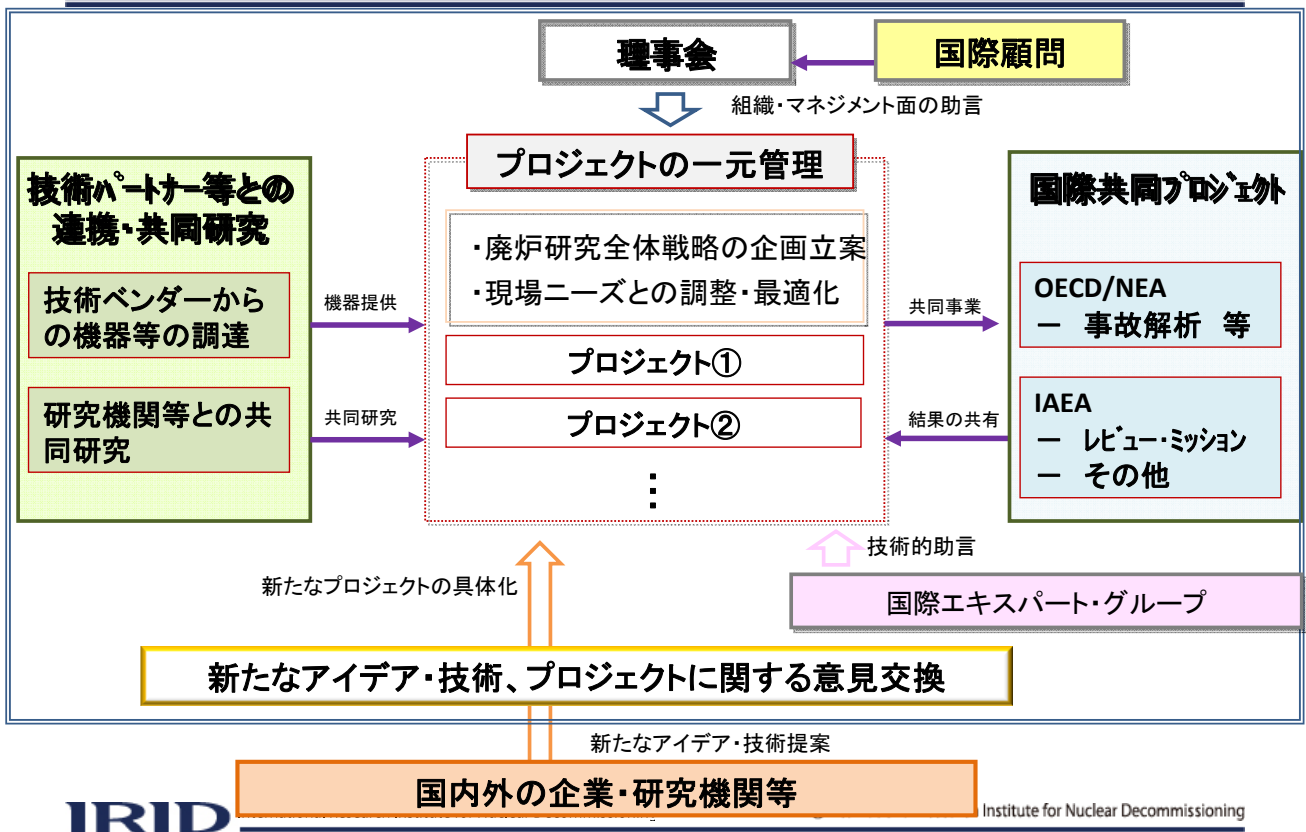 理事会
国際顧問
組織・マネジメント面の助言
プロジェクトの一元管理
・廃炉研究全体戦略の企画立案
・現場ニーズとの調整・最適化
プロジェクト①
プロジェクト②
技術ﾊﾟｰﾄﾅｰ等との
連携・共同研究
技術ベンダーから
の機器等の調達
研究機関等との共
同研究
機器提供
共同研究
共同事業
結果の共有
国際共同ﾌﾟﾛｼﾞｪｸﾄ
OECD/NEA
－ 事故解析 等
IAEA
－ ﾚﾋﾞｭｰ・ﾐｯｼｮﾝ
－ その他
技術的助言
国際エキスパート・グループ
新たなプロジェクトの具体化
新たなアイデア・技術、プロジェクトに関する意見交換
新たなアイデア・技術提案
国内外の企業・研究機関等
IRID
Institute for Nuclear Decommissioning